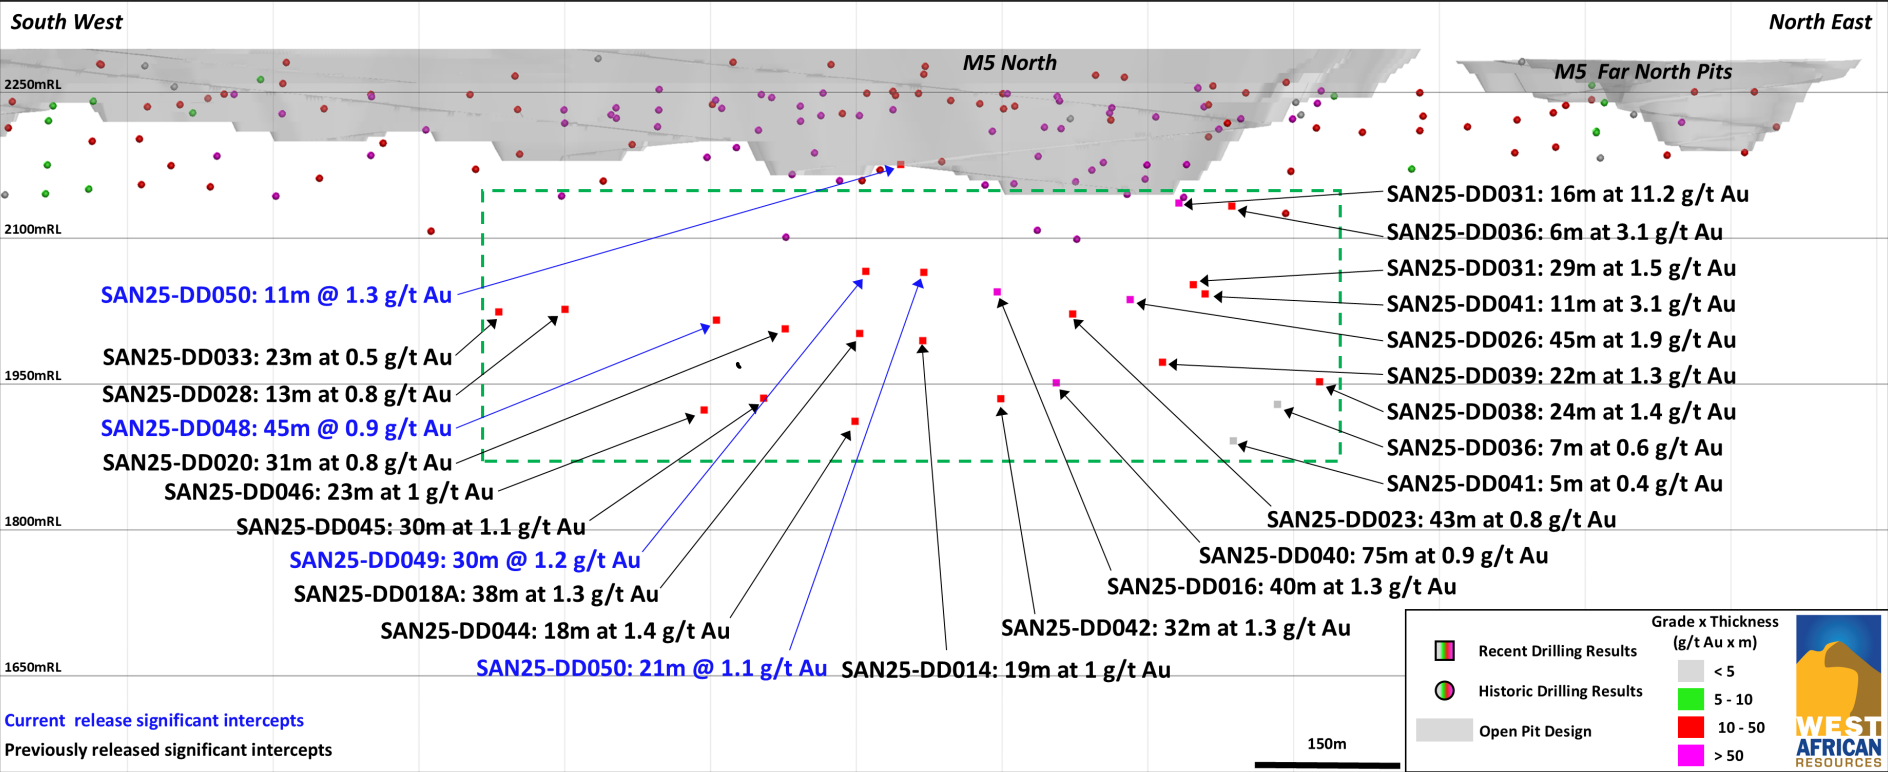 South West
North East
M5 North
M5 Far North Pits
2250mRL
2100mRL
1950mRL
1800mRL
1650mRL
SAN25-DD050: 11m @ 1.3 g/t Au
SAN25-DD033: 23m at 0.5 g/t Au
SAN25-DD028: 13m at 0.8 g/t Au
SAN25-DD048: 45m @ 0.9 g/t Au
SAN25-DD020: 31m at 0.8 g/t Au
SAN25-DD046: 23m at 1 g/t Au
SAN25-DD045: 30m at 1.1 g/t Au
SAN25-DD049: 30m @ 1.2 g/t Au
SAN25-DD018A: 38m at 1.3 g/t Au
SAN25-DD044: 18m at 1.4 g/t Au
SAN25-DD050: 21m @ 1.1 g/t Au
SAN25-DD014: 19m at 1 g/t Au
SAN25-DD042: 32m at 1.3 g/t Au
SAN25-DD016: 40m at 1.3 g/t Au
SAN25-DD040: 75m at 0.9 g/t Au
SAN25-DD023: 43m at 0.8 g/t Au
SAN25-DD031: 16m at 11.2 g/t Au
SAN25-DD036: 6m at 3.1 g/t Au
SAN25-DD031: 29m at 1.5 g/t Au
SAN25-DD041: 11m at 3.1 g/t Au
SAN25-DD026: 45m at 1.9 g/t Au
SAN25-DD039: 22m at 1.3 g/t Au
SAN25-DD038: 24m at 1.4 g/t Au
SAN25-DD036: 7m at 0.6 g/t Au
SAN25-DD041: 5m at 0.4 g/t Au
Current release significant intercepts
Previously released significant intercepts
150m
Recent Drilling Results
Historic Drilling Results
Open Pit Design
Grade x Thickness
(g/t Au x m)
< 5
5 - 10
10 - 50
> 50
WEST
AFRICAN
RESOURCES